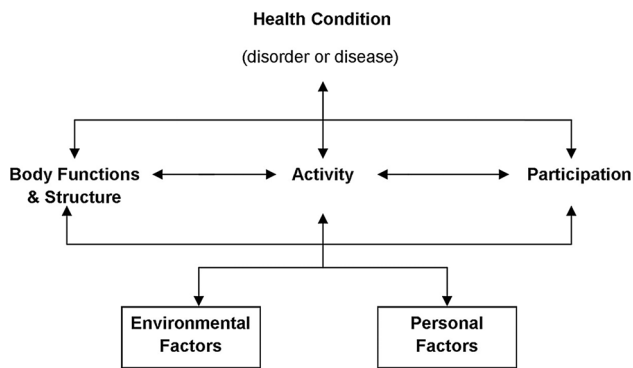 Health Condition
(disorder or disease)
Body Functions
& Structure
Activity
Participation
Environmental
Factors
Personal
Factors